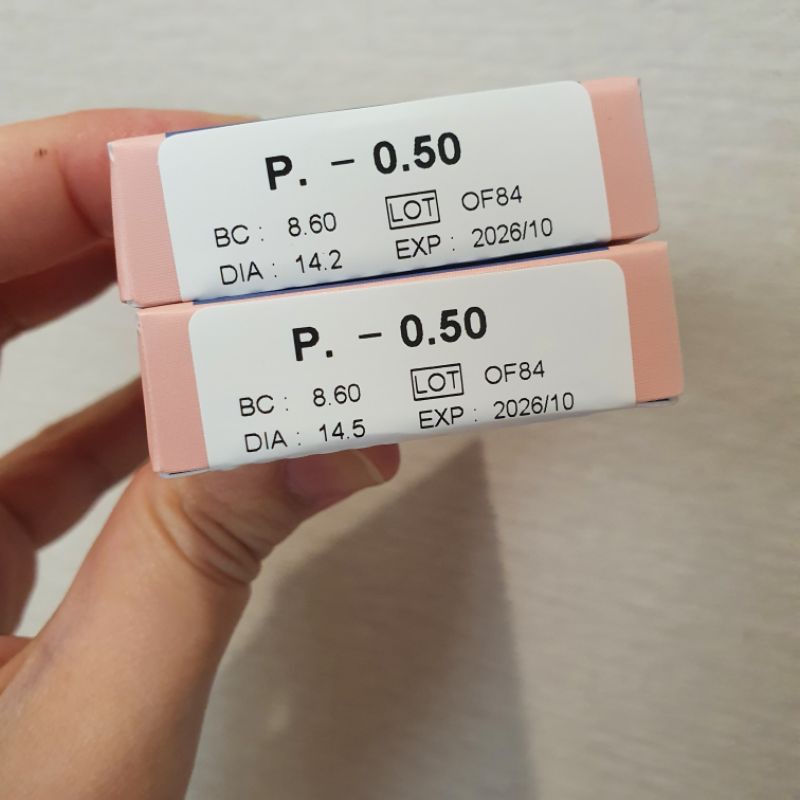 P. – 0.50
BC : 8.60 LOT OF84
DIA : 14.2 EXP : 2026/10
P. – 0.50
BC : 8.60 LOT OF84
DIA : 14.5 EXP : 2026/10